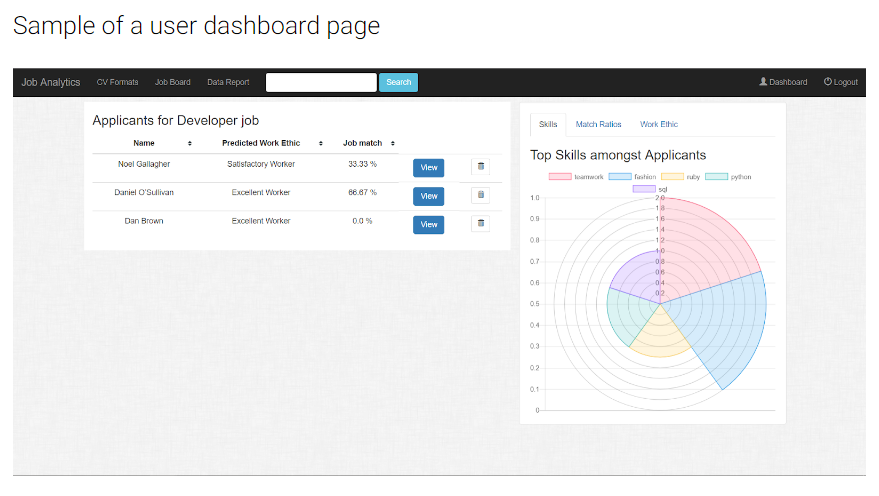 Sample of a user dashboard page
Job Analytics CV Formats Job Board Data Report Search Dashboard Logout
Applicants for Developer job
Name Predicted Work Ethic Job match
Noel Gallagher Satisfactory Worker 33.33 % View
Daniel O'Sullivan Excellent Worker 66.67 % View
Dan Brown Excellent Worker 0.0 % View
Skills Match Ratios Work Ethic
Top Skills amongst Applicants
teamwork fashion ruby python
sql
1.0 2.0
1.8
0.9 1.6
1.4
0.8 1.2
0.7 1.0
0.8
0.6 0.6
0.4
0.2
0.5
0.4
0.3
0.2
0.1
0